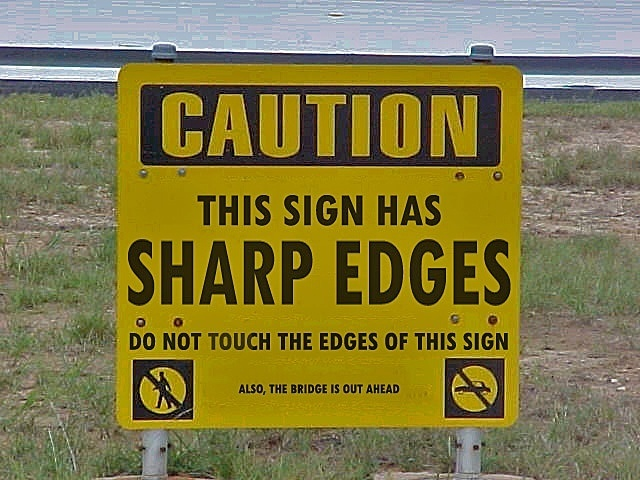 CAUTION
THIS SIGN HAS
SHARP EDGES
DO NOT TOUCH THE EDGES OF THIS SIGN
ALSO, THE BRIDGE IS OUT AHEAD